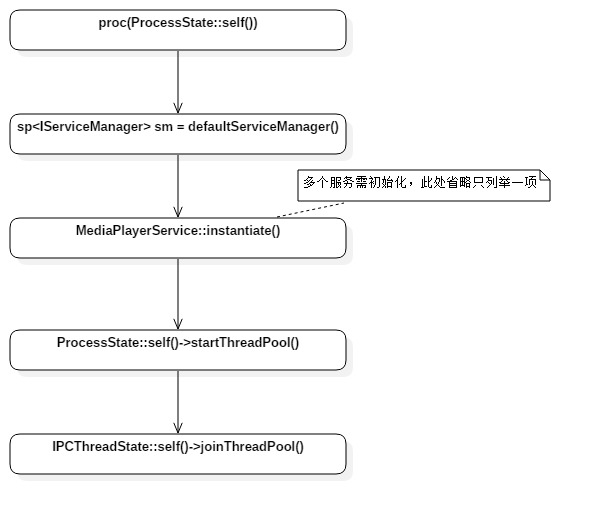 proc(ProcessState::self())
sp<IServiceManager> sm = defaultServiceManager()
多个服务需初始化，此处省略只列举一项
MediaPlayerService::instantiate()
ProcessState::self()->startThreadPool()
IPCThreadState::self()->joinThreadPool()